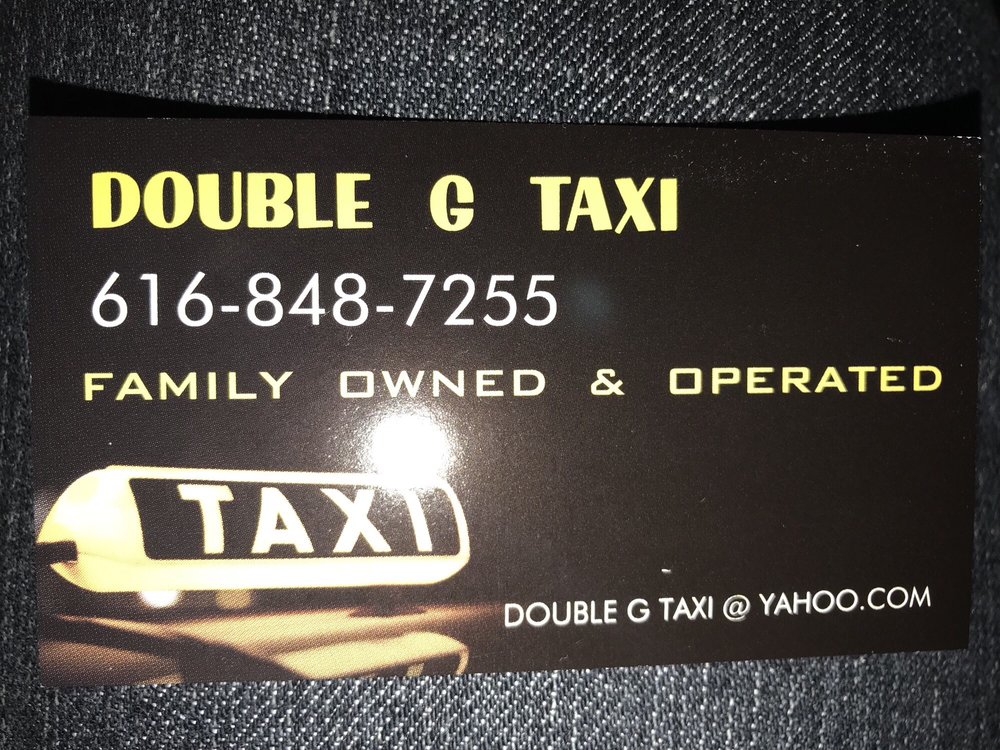 DOUBLE G TAXI
616-848-7255
FAMILY OWNED & OPERATED
TAXI
DOUBLE G TAXI @ YAHOO.COM